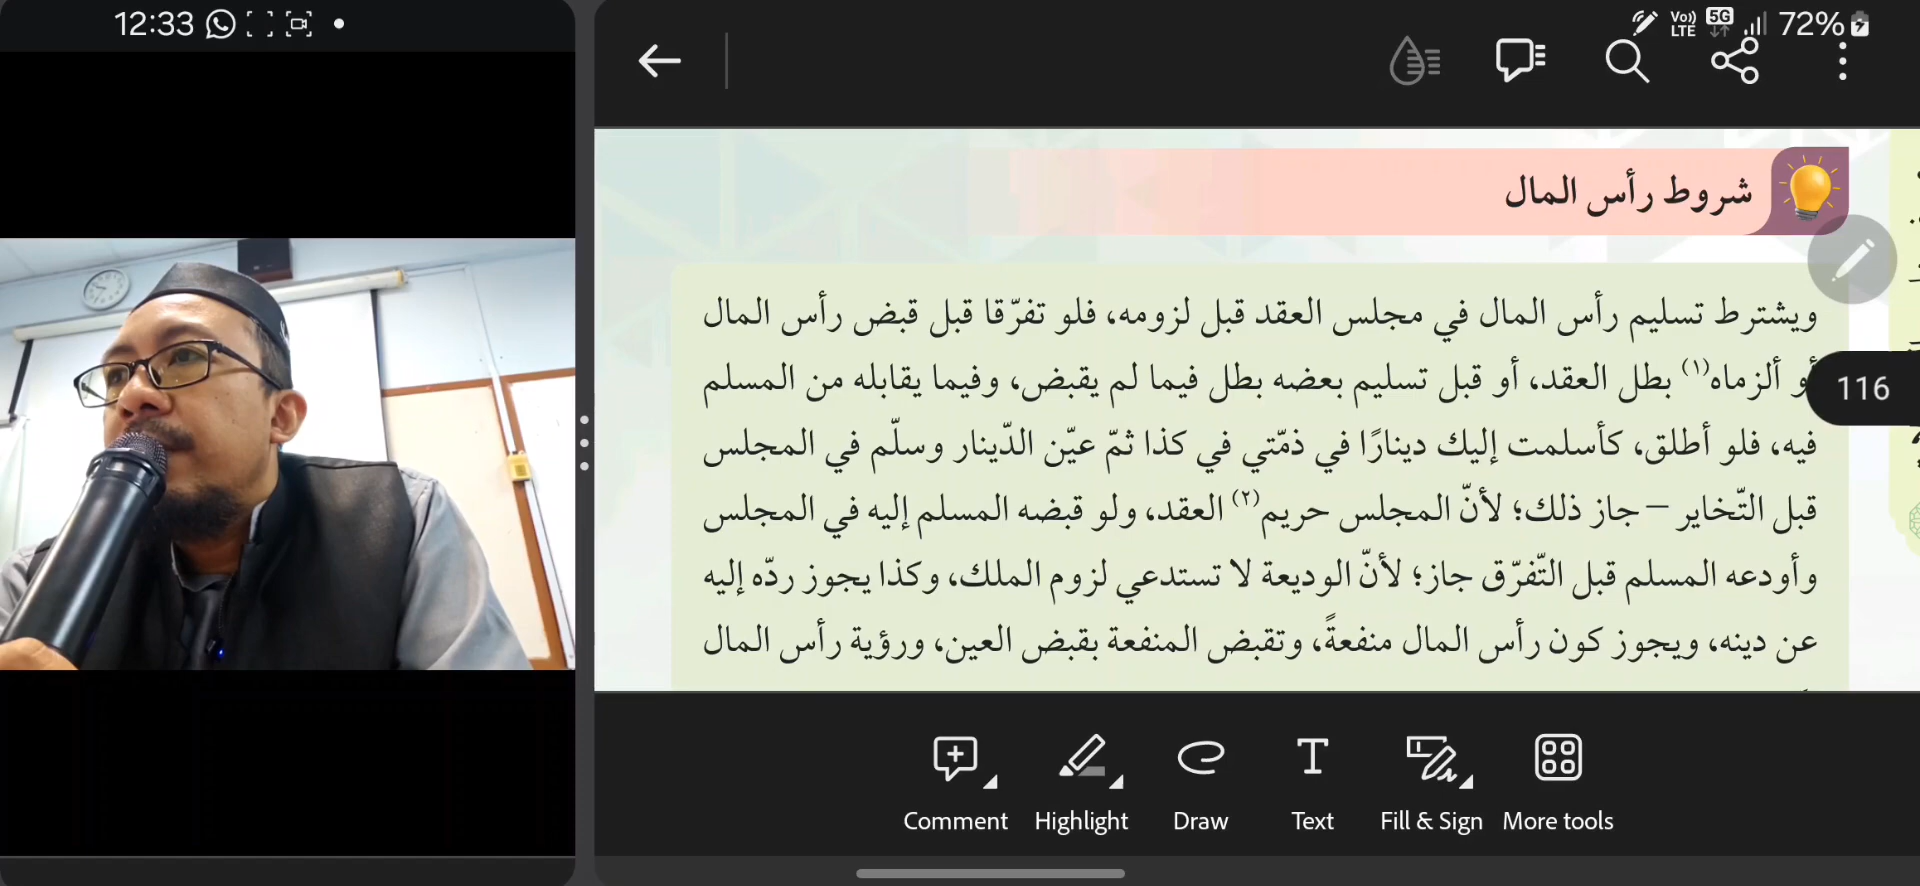 12:33
Vo)) LTE 5G 72%
شروط رأس المال
ويشترط تسليم رأس المال في مجلس العقد قبل لزومه، فلو تفرّقا قبل قبض رأس المال
أو ألزماه(١) بطل العقد، أو قبل تسليم بعضه بطل فيما لم يقبض، وفيما يقابله من المسلم
فيه، فلو أطلق، كأسلمت إليك دينارًا في ذمّتي في كذا ثمّ عيّن الدّينار وسلّم في المجلس
قبل التّخاير – جاز ذلك؛ لأنّ المجلس حريم(٢) العقد، ولو قبضه المسلم إليه في المجلس
وأودعه المسلم قبل التّفرّق جاز؛ لأنّ الوديعة لا تستدعي لزوم الملك، وكذا يجوز ردّه إليه
عن دينه، ويجوز كون رأس المال منفعةً، وتقبض المنفعة بقبض العين، ورؤية رأس المال
116
Comment
Highlight
Draw
Text
Fill & Sign
More tools